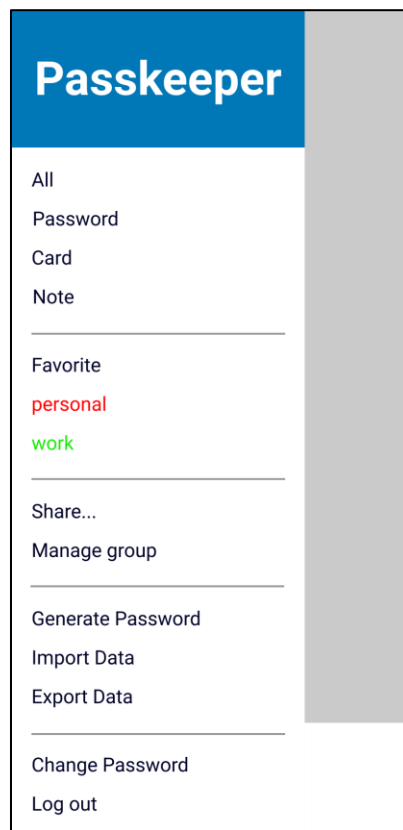 Passkeeper
All
Password
Card
Note
Favorite
personal
work
Share...
Manage group
Generate Password
Import Data
Export Data
Change Password
Log out